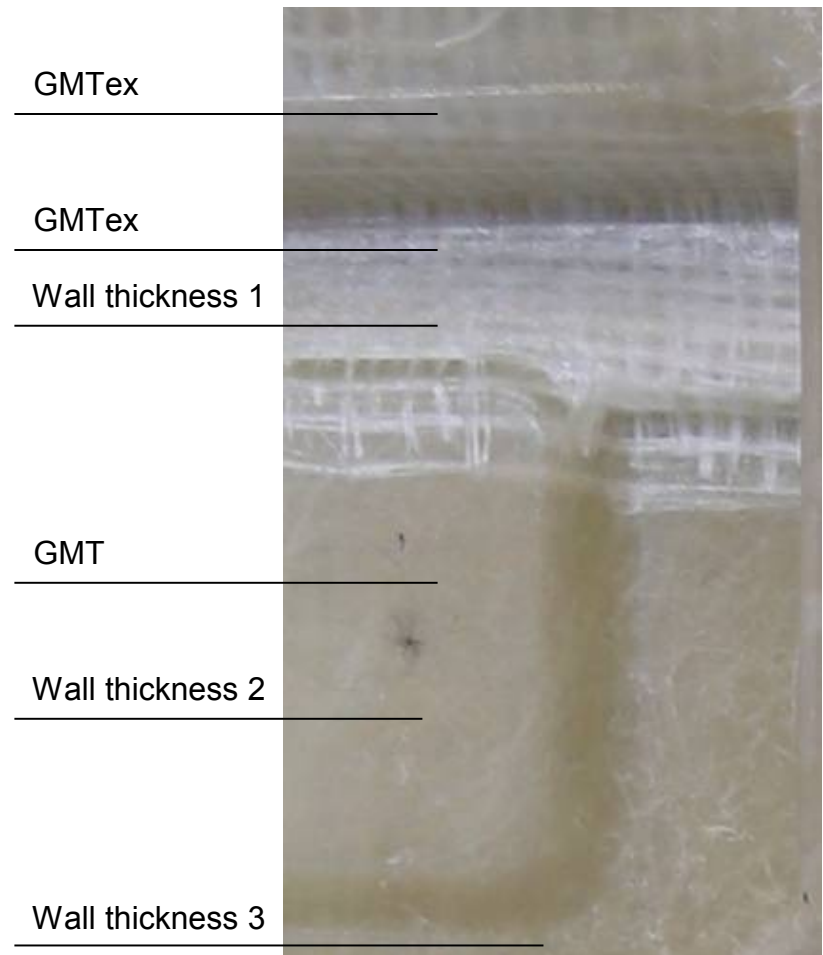 GMTex
GMTex
Wall thickness 1
GMT
Wall thickness 2
Wall thickness 3